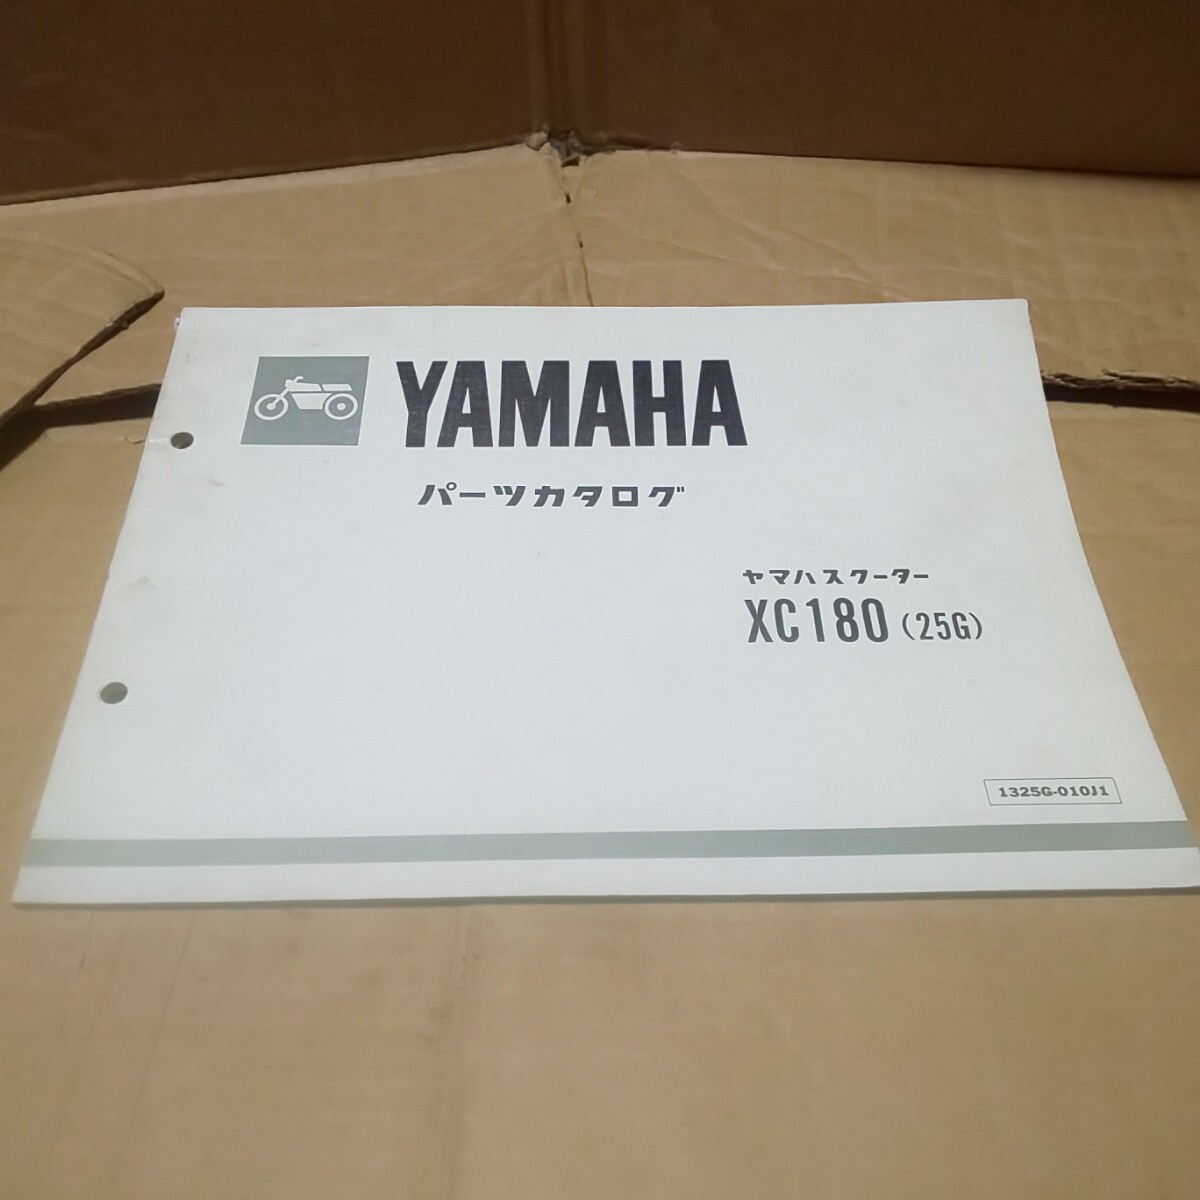 YAMAHA
パーツカタログ
ヤマハスクーター
XC180 (25G)
1325G-010J1